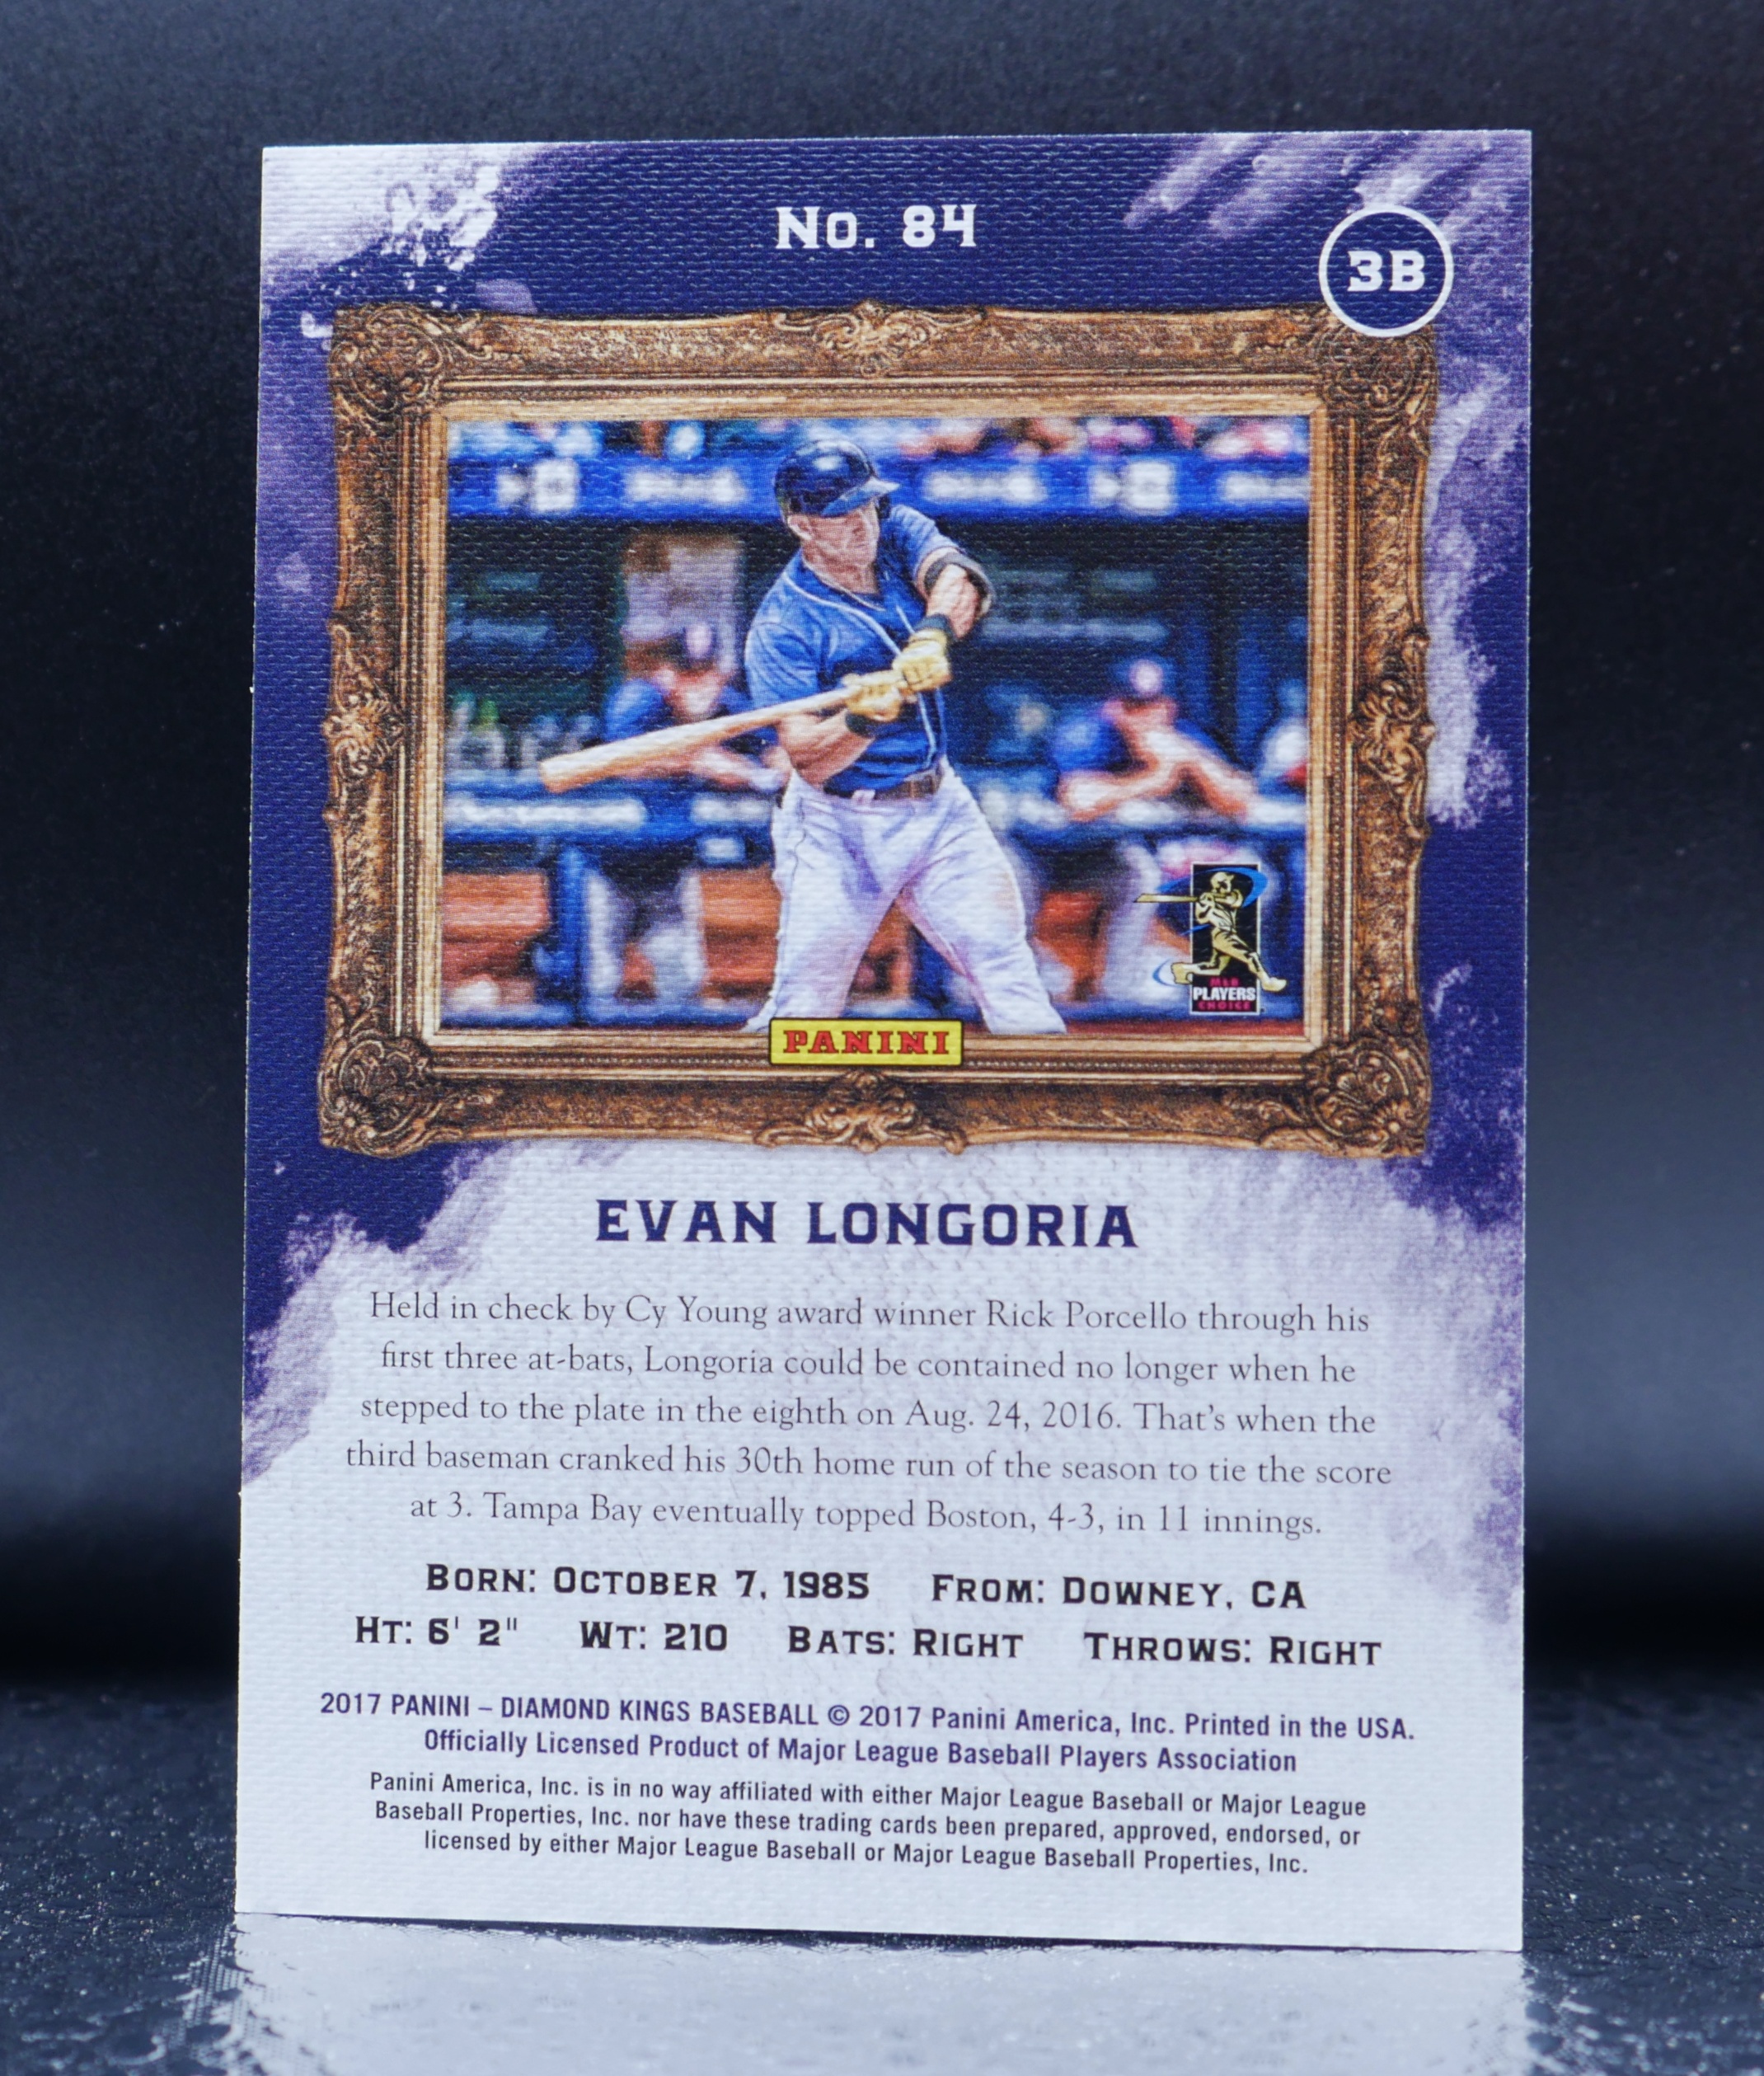 No. 84
3B
MLB
PLAYERS
CHOICE
PANINI
EVAN LONGORIA
Held in check by Cy Young award winner Rick Porcello through his
first three at-bats, Longoria could be contained no longer when he
stepped to the plate in the eighth on Aug. 24, 2016. That's when the
third baseman cranked his 30th home run of the season to tie the score
at 3. Tampa Bay eventually topped Boston, 4-3, in 11 innings.
BORN: OCTOBER 7, 1985 FROM: DOWNEY, CA
HT: 6' 2" WT: 210 BATS: RIGHT THROWS: RIGHT
2017 PANINI – DIAMOND KINGS BASEBALL © 2017 Panini America, Inc. Printed in the USA.
Officially Licensed Product of Major League Baseball Players Association
Panini America, Inc. is in no way affiliated with either Major League Baseball or Major League
Baseball Properties, Inc. nor have these trading cards been prepared, approved, endorsed, or
licensed by either Major League Baseball or Major League Baseball Properties, Inc.